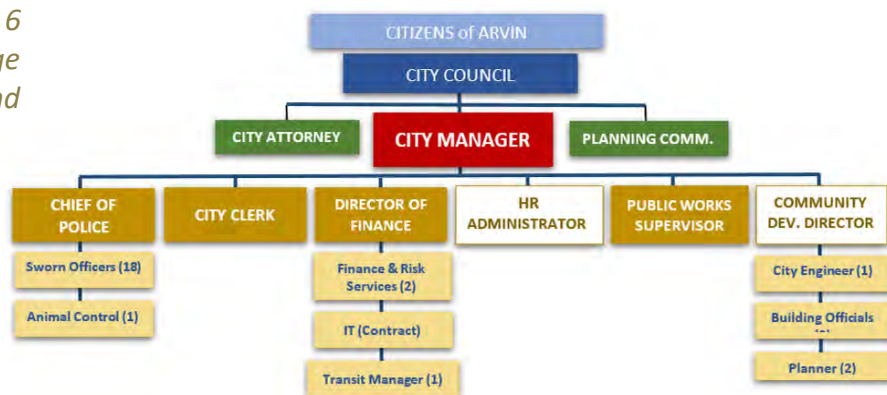 6
ge
nd
CITIZENS of ARVIN
CITY COUNCIL
CITY ATTORNEY
CITY MANAGER
PLANNING COMM.
CHIEF OF
POLICE
CITY CLERK
DIRECTOR OF
FINANCE
HR
ADMINISTRATOR
PUBLIC WORKS
SUPERVISOR
COMMUNITY
DEV. DIRECTOR
Sworn Officers (18)
Animal Control (1)
Finance & Risk
Services (2)
IT (Contract)
Transit Manager (1)
City Engineer (1)
Building Officials
Planner (2)